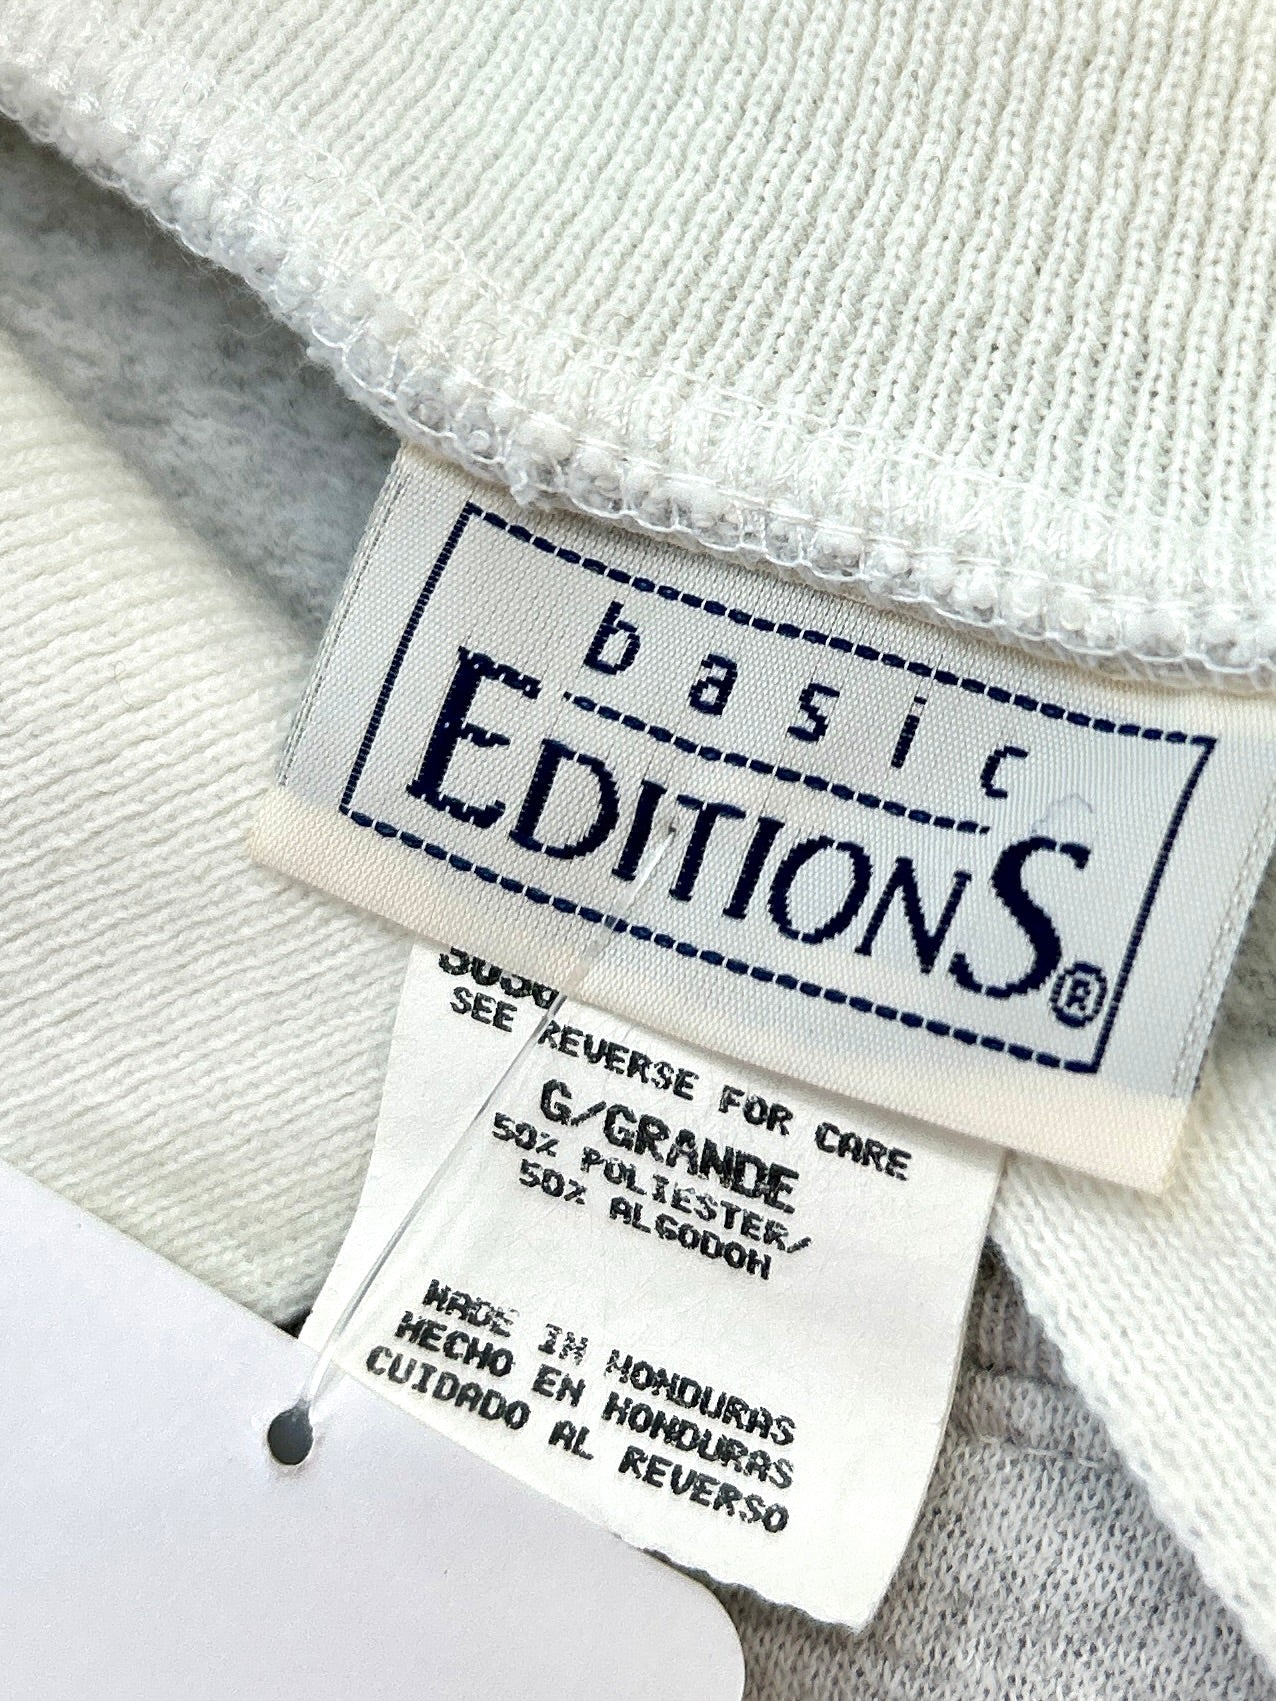 basic
EDITIONS®
SEE REVERSE FOR CARE
G/GRANDE
50% POLIESTER/
50% ALGODON
MADE IN HONDURAS
HECHO EN HONDURAS
CUIDADO AL REVERSO